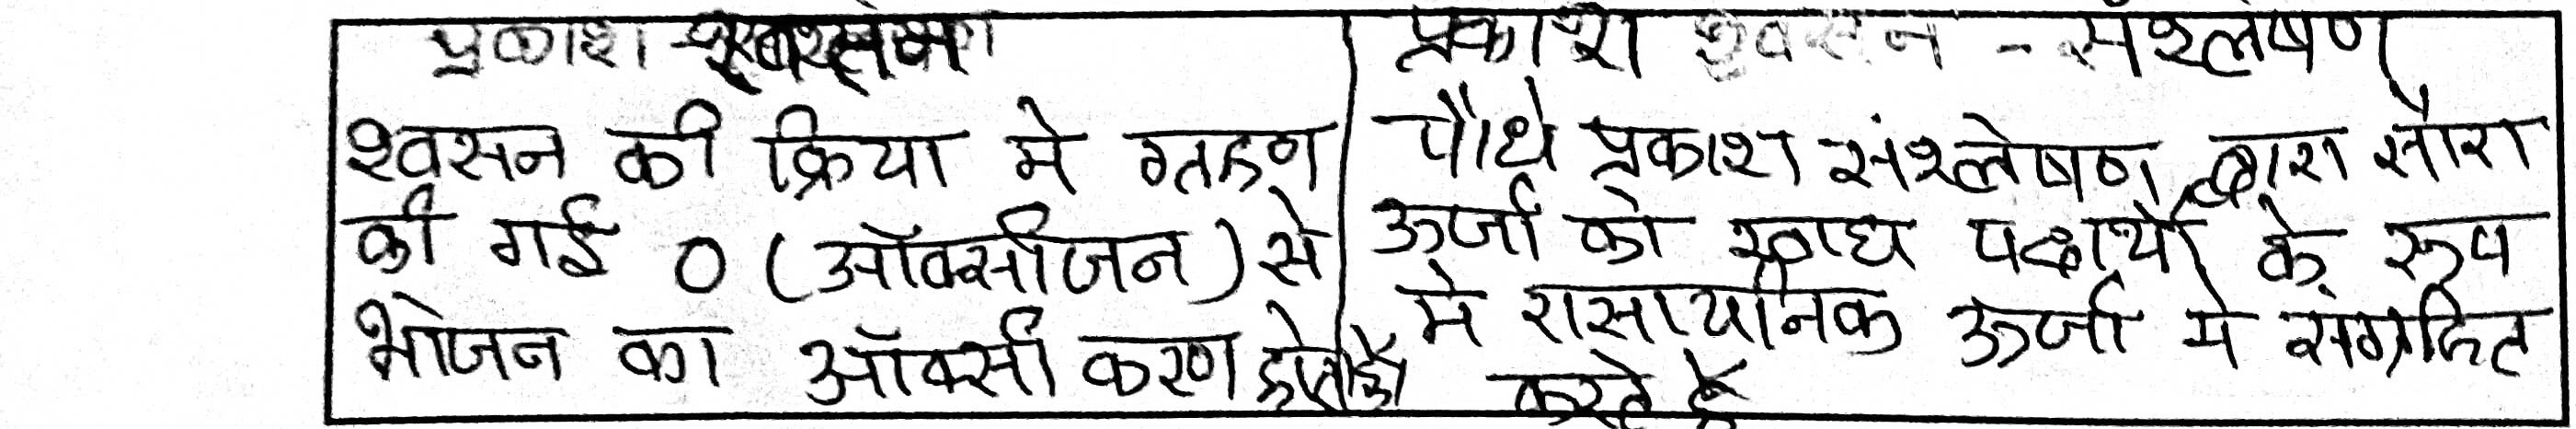 प्रकाश
श्वसन की क्रिया मे ग्रहण
की गई O (ऑक्सीजन) से
भोजन का ऑक्सी करण होता है
प्रकाश श्वसन - संश्लेषण
पौधे प्रकाश संश्लेषण द्वारा सौरा
ऊर्जा को खाद्य पदार्थो के रूप
मे रासायनिक ऊर्जा मे संग्रहित
करते है